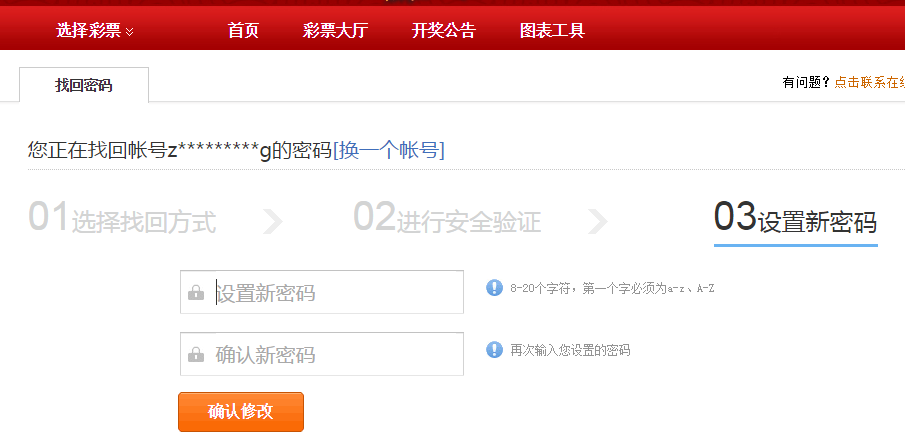 选择彩票 首页 彩票大厅 开奖公告 图表工具
找回密码 有问题？点击联系在
您正在找回帐号z*********g的密码[换一个帐号]
01选择找回方式 02进行安全验证 03设置新密码
设置新密码 8-20个字符，第一个字必须为a-z、A-Z
确认新密码 再次输入您设置的密码
确认修改